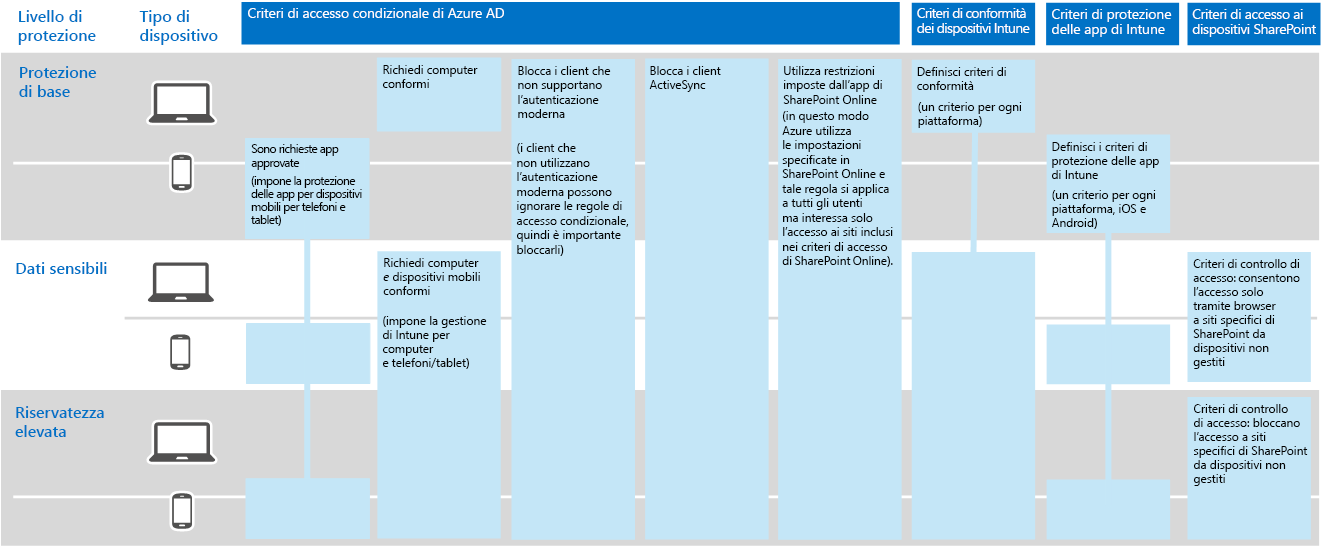 Livello di
protezione
Tipo di
dispositivo
Criteri di accesso condizionale di Azure AD
Criteri di conformità
dei dispositivi Intune
Criteri di protezione
delle app di Intune
Criteri di accesso ai
dispositivi SharePoint
Protezione
di base
Sono richieste app
approvate
(impone la protezione
delle app per dispositivi
mobili per telefoni e
tablet)
Richiedi computer
conformi
Blocca i client che
non supportano
l'autenticazione
moderna
(i client che
non utilizzano
l'autenticazione
moderna possono
ignorare le regole di
accesso condizionale,
quindi è importante
bloccarli)
Blocca i client
ActiveSync
Utilizza restrizioni
imposte dall'app di
SharePoint Online
(in questo modo
Azure utilizza
le impostazioni
specificate in
SharePoint Online e
tale regola si applica
a tutti gli utenti
ma interessa solo
l'accesso ai siti inclusi
nei criteri di accesso
di SharePoint Online).
Definisci criteri di
conformità
(un criterio per ogni
piattaforma)
Definisci i criteri di
protezione delle app
di Intune
(un criterio per ogni
piattaforma, iOS e
Android)
Dati sensibili
Richiedi computer
e dispositivi mobili
conformi
(impone la gestione
di Intune per
computer
e telefoni/tablet)
Criteri di controllo di
accesso: consentono
l'accesso solo
tramite browser
a siti specifici di
SharePoint da
dispositivi non
gestiti
Riservatezza
elevata
Criteri di controllo
di accesso: bloccano
l'accesso a siti
specifici di SharePoint
da dispositivi non
gestiti